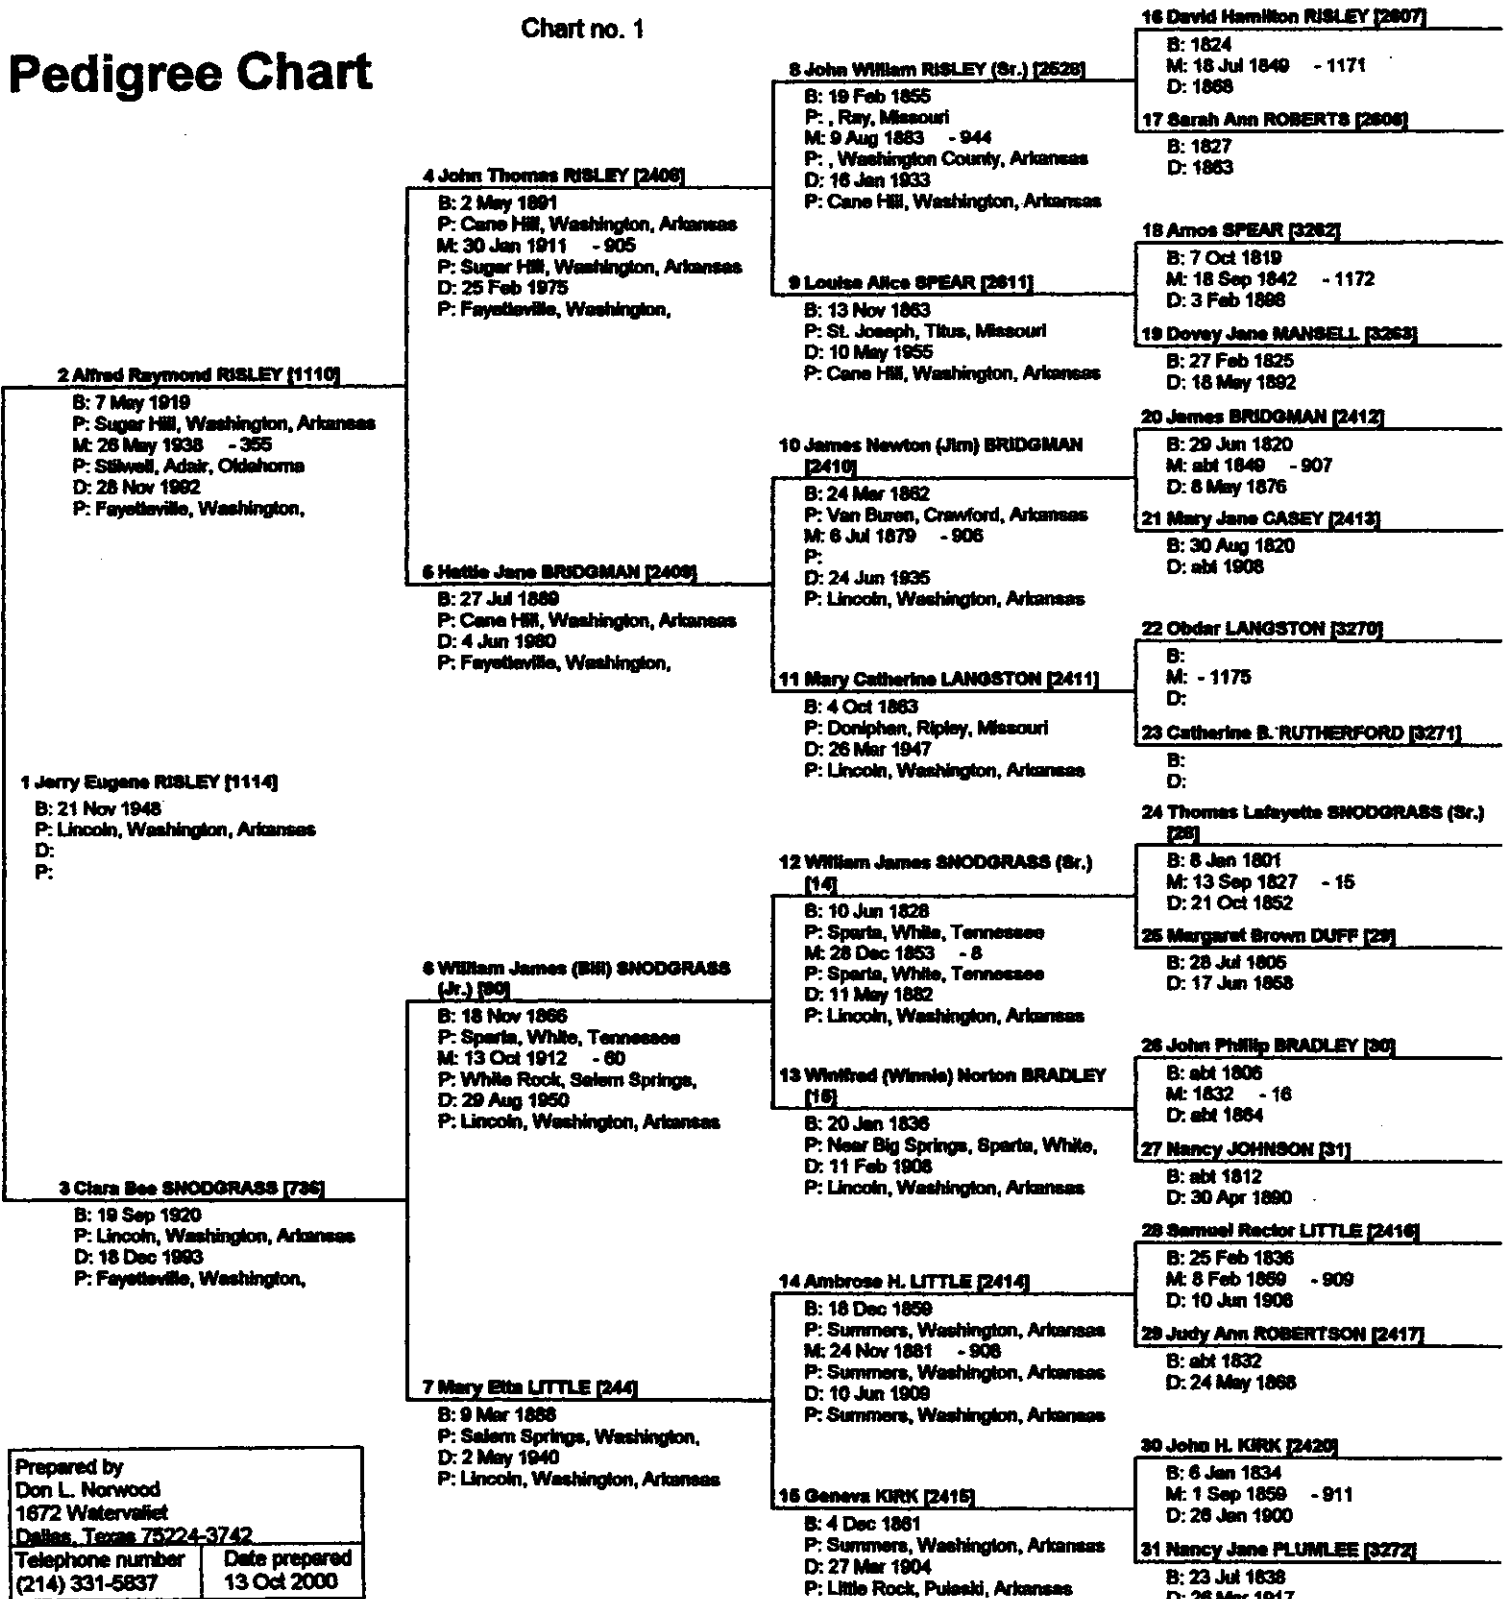 Pedigree Chart
Chart no. 1
1 Jerry Eugene RISLEY [1114]
B: 21 Nov 1948
P: Lincoln, Washington, Arkansas
D:
P:
2 Alfred Raymond RISLEY [1110]
B: 7 May 1919
P: Sugar Hill, Washington, Arkansas
M: 26 May 1938 - 355
P: Stilwell, Adair, Oklahoma
D: 28 Nov 1992
P: Fayetteville, Washington,
3 Clara Bee SNODGRASS [736]
B: 19 Sep 1920
P: Lincoln, Washington, Arkansas
D: 18 Dec 1993
P: Fayetteville, Washington,
4 John Thomas RISLEY [2408]
B: 2 May 1891
P: Cane Hill, Washington, Arkansas
M: 30 Jan 1911 - 905
P: Sugar Hill, Washington, Arkansas
D: 25 Feb 1975
P: Fayetteville, Washington,
5 Hattie Jane BRIDGMAN [2409]
B: 27 Jul 1889
P: Cane Hill, Washington, Arkansas
D: 4 Jun 1980
P: Fayetteville, Washington,
6 William James (Bill) SNODGRASS
(Jr.) [80]
B: 18 Nov 1866
P: Sparta, White, Tennessee
M: 13 Oct 1912 - 60
P: White Rock, Salem Springs,
D: 29 Aug 1950
P: Lincoln, Washington, Arkansas
7 Mary Etta LITTLE [244]
B: 9 Mar 1888
P: Salem Springs, Washington,
D: 2 May 1940
P: Lincoln, Washington, Arkansas
8 John William RISLEY (Sr.) [2528]
B: 19 Feb 1855
P: , Ray, Missouri
M: 9 Aug 1883 - 944
P: , Washington County, Arkansas
D: 16 Jan 1933
P: Cane Hill, Washington, Arkansas
9 Louise Alice SPEAR [2611]
B: 13 Nov 1863
P: St. Joseph, Titus, Missouri
D: 10 May 1955
P: Cane Hill, Washington, Arkansas
10 James Newton (Jim) BRIDGMAN
[2410]
B: 24 Mar 1862
P: Van Buren, Crawford, Arkansas
M: 6 Jul 1879 - 906
P:
D: 24 Jun 1935
P: Lincoln, Washington, Arkansas
11 Mary Catherine LANGSTON [2411]
B: 4 Oct 1863
P: Doniphan, Ripley, Missouri
D: 26 Mar 1947
P: Lincoln, Washington, Arkansas
12 William James SNODGRASS (Sr.)
[14]
B: 10 Jun 1828
P: Sparta, White, Tennessee
M: 28 Dec 1853 - 8
P: Sparta, White, Tennessee
D: 11 May 1882
P: Lincoln, Washington, Arkansas
13 Winifred (Winnie) Norton BRADLEY
[15]
B: 20 Jan 1836
P: Near Big Springs, Sparta, White,
D: 11 Feb 1908
P: Lincoln, Washington, Arkansas
14 Ambrose H. LITTLE [2414]
B: 18 Dec 1859
P: Summers, Washington, Arkansas
M: 24 Nov 1881 - 908
P: Summers, Washington, Arkansas
D: 10 Jun 1909
P: Summers, Washington, Arkansas
15 Geneva KIRK [2415]
B: 4 Dec 1861
P: Summers, Washington, Arkansas
D: 27 Mar 1904
P: Little Rock, Pulaski, Arkansas
16 David Hamilton RISLEY [2607]
B: 1824
M: 18 Jul 1849 - 1171
D: 1868
17 Sarah Ann ROBERTS [2608]
B: 1827
D: 1863
18 Amos SPEAR [3262]
B: 7 Oct 1819
M: 18 Sep 1842 - 1172
D: 3 Feb 1898
19 Dovey Jane MANSELL [3263]
B: 27 Feb 1825
D: 18 May 1892
20 James BRIDGMAN [2412]
B: 29 Jun 1820
M: abt 1849 - 907
D: 8 May 1876
21 Mary Jane CASEY [2413]
B: 30 Aug 1820
D: abt 1908
22 Obdar LANGSTON [3270]
B:
M: - 1175
D:
23 Catherine B. RUTHERFORD [3271]
B:
D:
24 Thomas Lafayette SNODGRASS (Sr.)
[28]
B: 8 Jan 1801
M: 13 Sep 1827 - 15
D: 21 Oct 1852
25 Margaret Brown DUFF [29]
B: 28 Jul 1805
D: 17 Jun 1858
26 John Phillip BRADLEY [30]
B: abt 1806
M: 1832 - 16
D: abt 1864
27 Nancy JOHNSON [31]
B: abt 1812
D: 30 Apr 1890
28 Samuel Rector LITTLE [2416]
B: 25 Feb 1836
M: 8 Feb 1859 - 909
D: 10 Jun 1906
29 Judy Ann ROBERTSON [2417]
B: abt 1832
D: 24 May 1868
30 John H. KIRK [2420]
B: 6 Jan 1834
M: 1 Sep 1859 - 911
D: 26 Jan 1900
31 Nancy Jane PLUMLEE [3272]
B: 23 Jul 1838
D: 26 Mar 1917
Prepared by
Don L. Norwood
1672 Watervaliet
Dallas, Texas 75224-3742
Telephone number
(214) 331-5837
Date prepared
13 Oct 2000